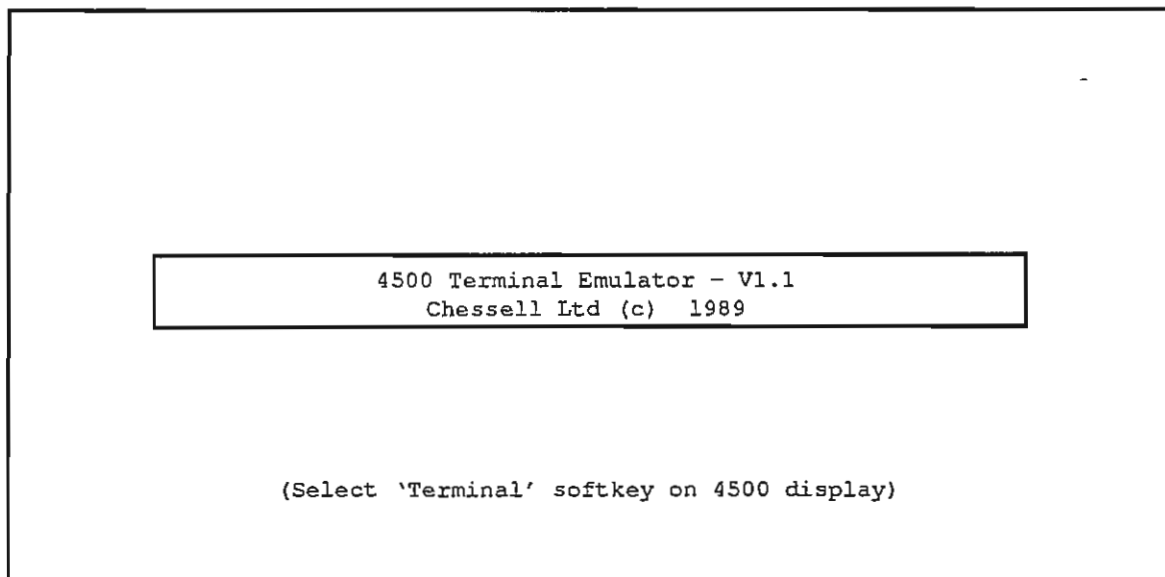 4500 Terminal Emulator – V1.1
Chessell Ltd (c) 1989
(Select ‵Terminal′ softkey on 4500 display)